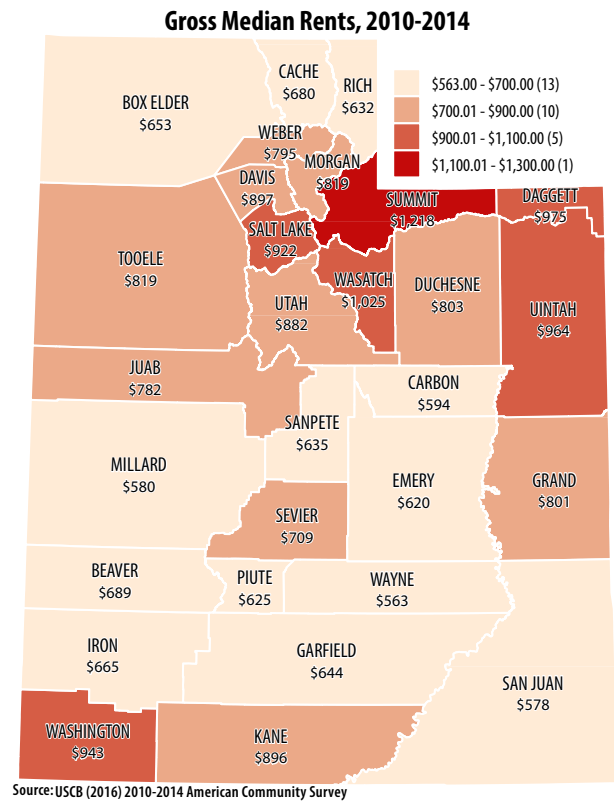 Gross Median Rents, 2010-2014
$563.00 - $700.00 (13)
$700.01 - $900.00 (10)
$900.01 - $1,100.00 (5)
$1,100.01 - $1,300.00 (1)
BOX ELDER
$653
CACHE
$680
RICH
$632
WEBER
$795
MORGAN
$819
DAVIS
$897
SUMMIT
$1,218
DAGGETT
$975
SALT LAKE
$922
TOOELE
$819
WASATCH
$1,025
DUCHESNE
$803
UINTAH
$964
UTAH
$882
JUAB
$782
CARBON
$594
SANPETE
$635
MILLARD
$580
EMERY
$620
GRAND
$801
SEVIER
$709
BEAVER
$689
PIUTE
$625
WAYNE
$563
IRON
$665
GARFIELD
$644
SAN JUAN
$578
WASHINGTON
$943
KANE
$896
Source: USCB (2016) 2010-2014 American Community Survey